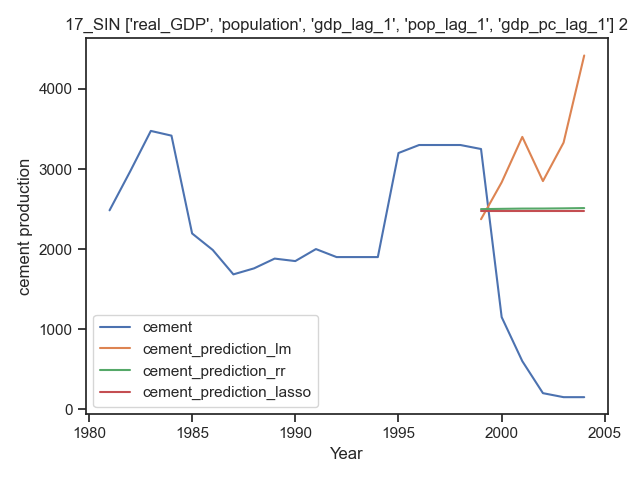 17_SIN ['real_GDP', 'population', 'gdp_lag_1', 'pop_lag_1', 'gdp_pc_lag_1'] 2
4000
3000
2000
1000
0
cement production
cement
cement_prediction_lm
cement_prediction_rr
cement_prediction_lasso
1980
1985
1990
1995
2000
2005
Year